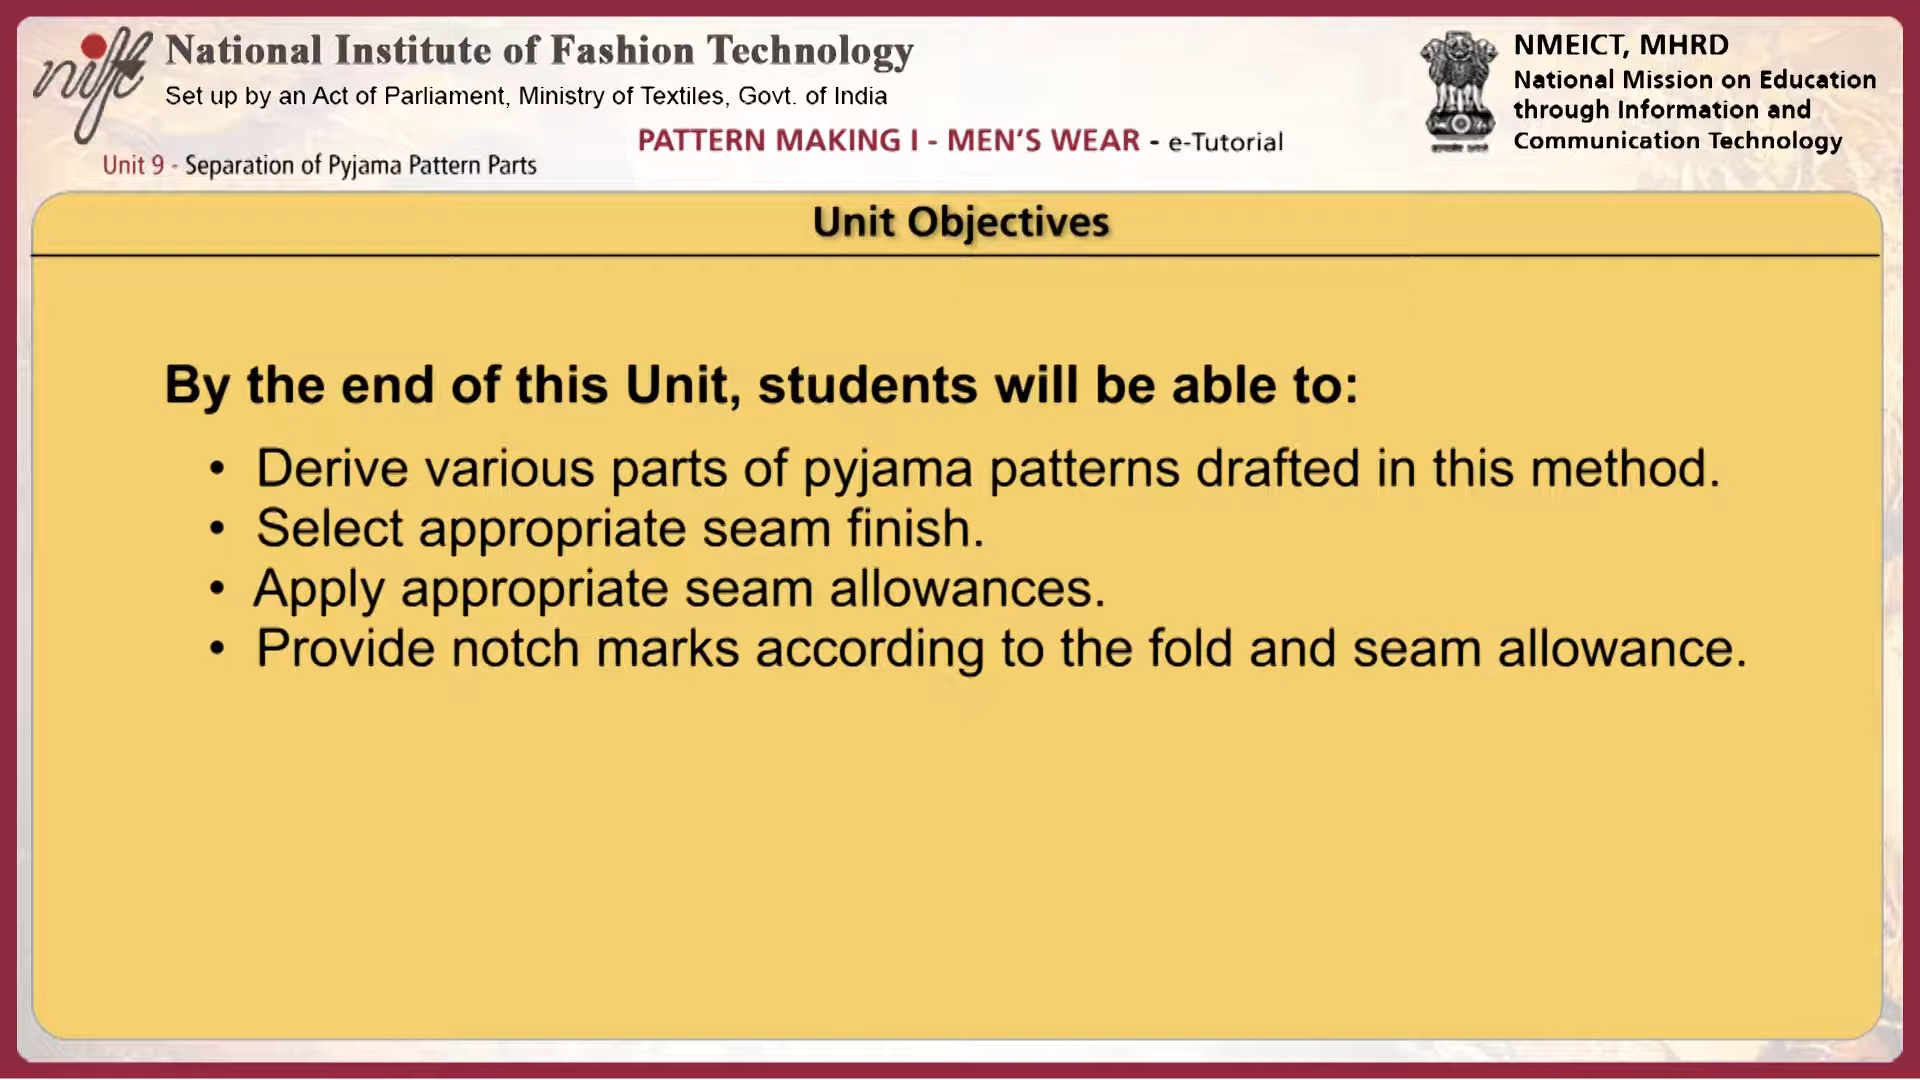 nift
National Institute of Fashion Technology
Set up by an Act of Parliament, Ministry of Textiles, Govt. of India
NMEICT, MHRD
National Mission on Education
through Information and
Communication Technology
PATTERN MAKING I - MEN'S WEAR - e-Tutorial
Unit 9 - Separation of Pyjama Pattern Parts
Unit Objectives
By the end of this Unit, students will be able to:
• Derive various parts of pyjama patterns drafted in this method.
• Select appropriate seam finish.
• Apply appropriate seam allowances.
• Provide notch marks according to the fold and seam allowance.